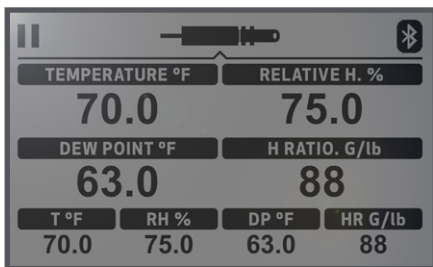 TEMPERATURE ºF RELATIVE H. %
70.0 75.0
DEW POINT ºF H RATIO. G/lb
63.0 88
T ºF RH % DP ºF HR G/lb
70.0 75.0 63.0 88